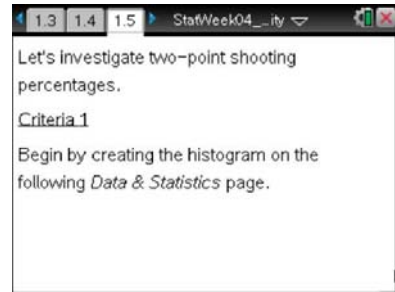 1.3 1.4 1.5 StatWeek04_...ity
Let's investigate two-point shooting
percentages.
Criteria 1
Begin by creating the histogram on the
following Data & Statistics page.